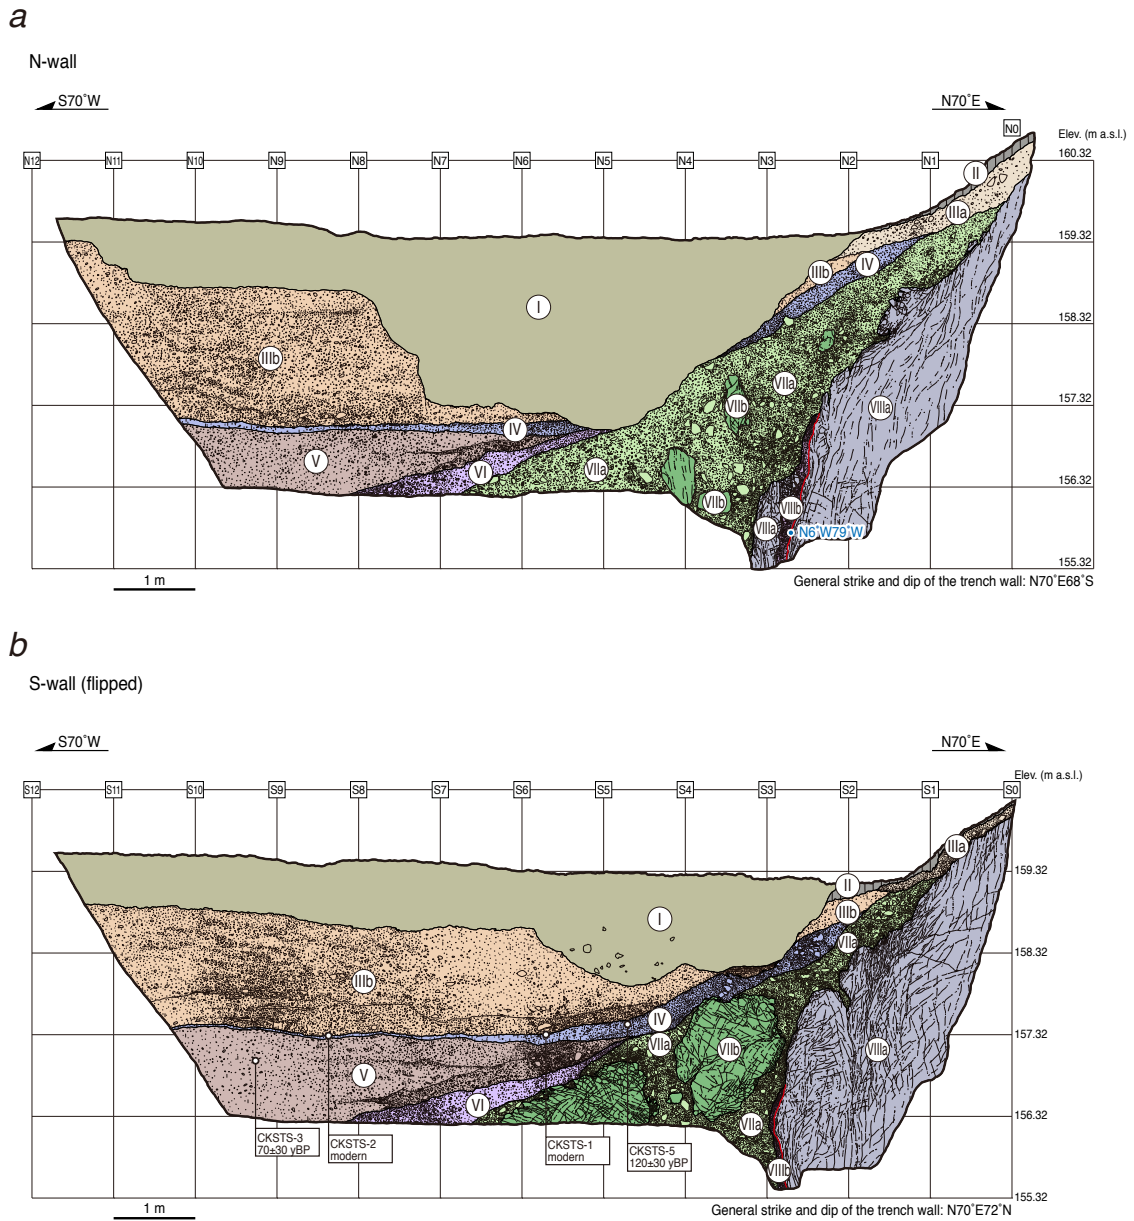 a
N-wall
S70°W
N70°E
N0
Elev. (m a.s.l.)
N12 N11 N10 N9 N8 N7 N6 N5 N4 N3 N2 N1
160.32
II
IIIa
159.32
IIIb
IV
I
158.32
IIIb
VIIa
VIIb
VIIIa
157.32
IV
V
VI
VIIa
156.32
VIIb
VIIIb
VIIIa
N6°W79°W
155.32
1 m
General strike and dip of the trench wall: N70°E68°S
b
S-wall (flipped)
S70°W
N70°E
Elev. (m a.s.l.)
S12 S11 S10 S9 S8 S7 S6 S5 S4 S3 S2 S1 S0
IIIa
159.32
II
I
IIIb
VIIa
158.32
IIIb
IV
157.32
VIIa
VIIb
VIIIa
V
VI
156.32
VIIa
CKSTS-3
70±30 yBP
CKSTS-2
modern
CKSTS-1
modern
CKSTS-5
120±30 yBP
VIIIb
155.32
1 m
General strike and dip of the trench wall: N70°E72°N